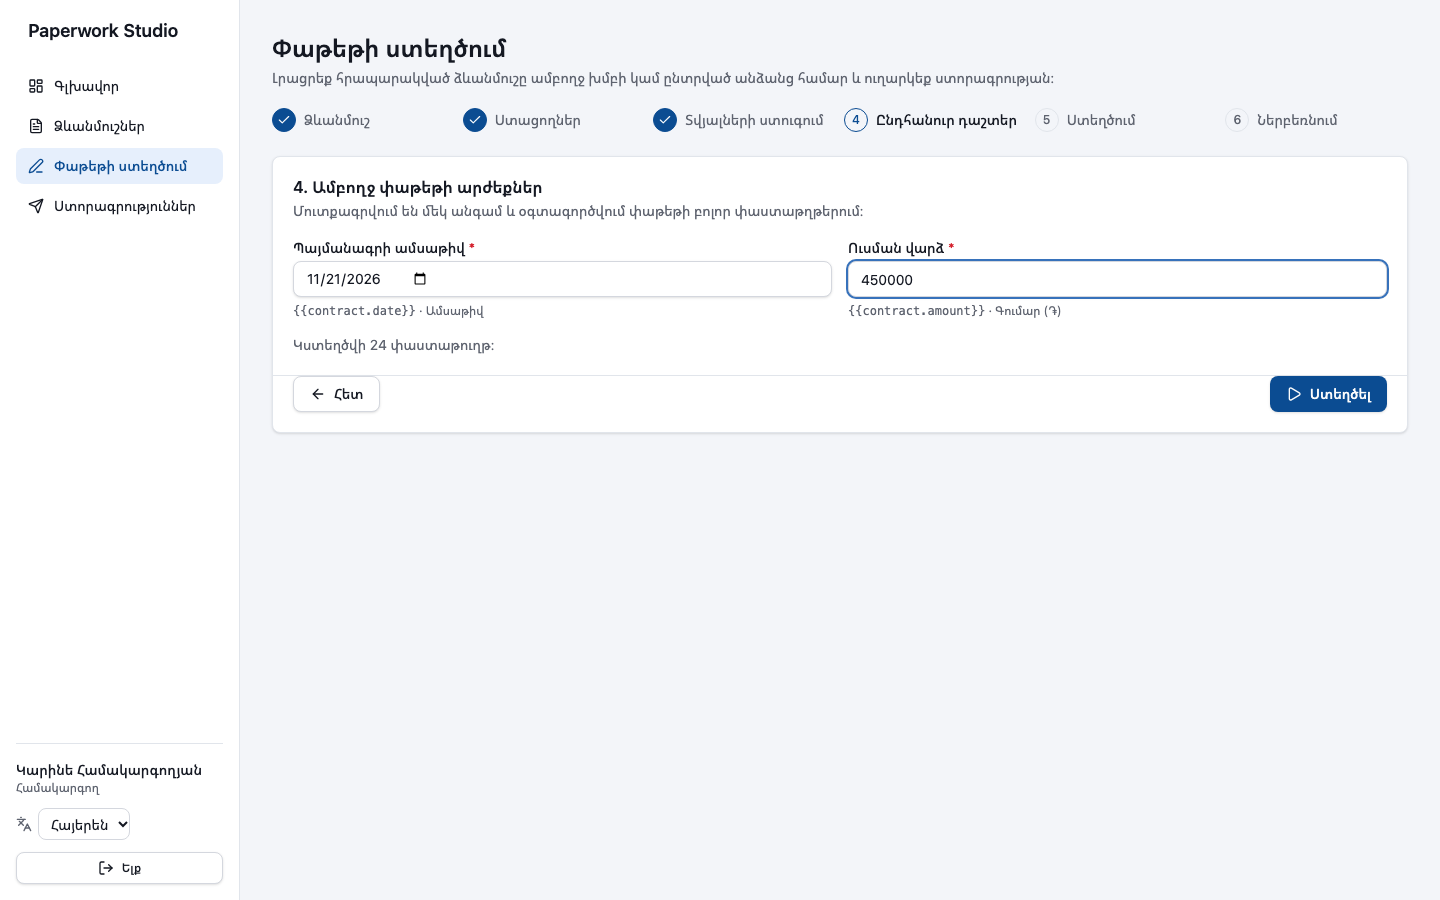 Paperwork Studio
Գլխավոր
Ձևանմուշներ
Փաթեթի ստեղծում
Ստորագրություններ
Կարինե Համակարգողյան
Համակարգող
Հայերեն
Ելք
Փաթեթի ստեղծում
Լրացրեք հրապարակված ձևանմուշը ամբողջ խմբի կամ ընտրված անձանց համար և ուղարկեք ստորագրության։
Ձևանմուշ
Ստացողներ
Տվյալների ստուգում
4 Ընդհանուր դաշտեր
5 Ստեղծում
6 Ներբեռնում
4. Ամբողջ փաթեթի արժեքներ
Մուտքագրվում են մեկ անգամ և օգտագործվում փաթեթի բոլոր փաստաթղթերում։
Պայմանագրի ամսաթիվ *
11/21/2026
{{contract.date}} · Ամսաթիվ
Ուսման վարձ *
450000
{{contract.amount}} · Գումար (֏)
Կստեղծվի 24 փաստաթուղթ։
Հետ
Ստեղծել